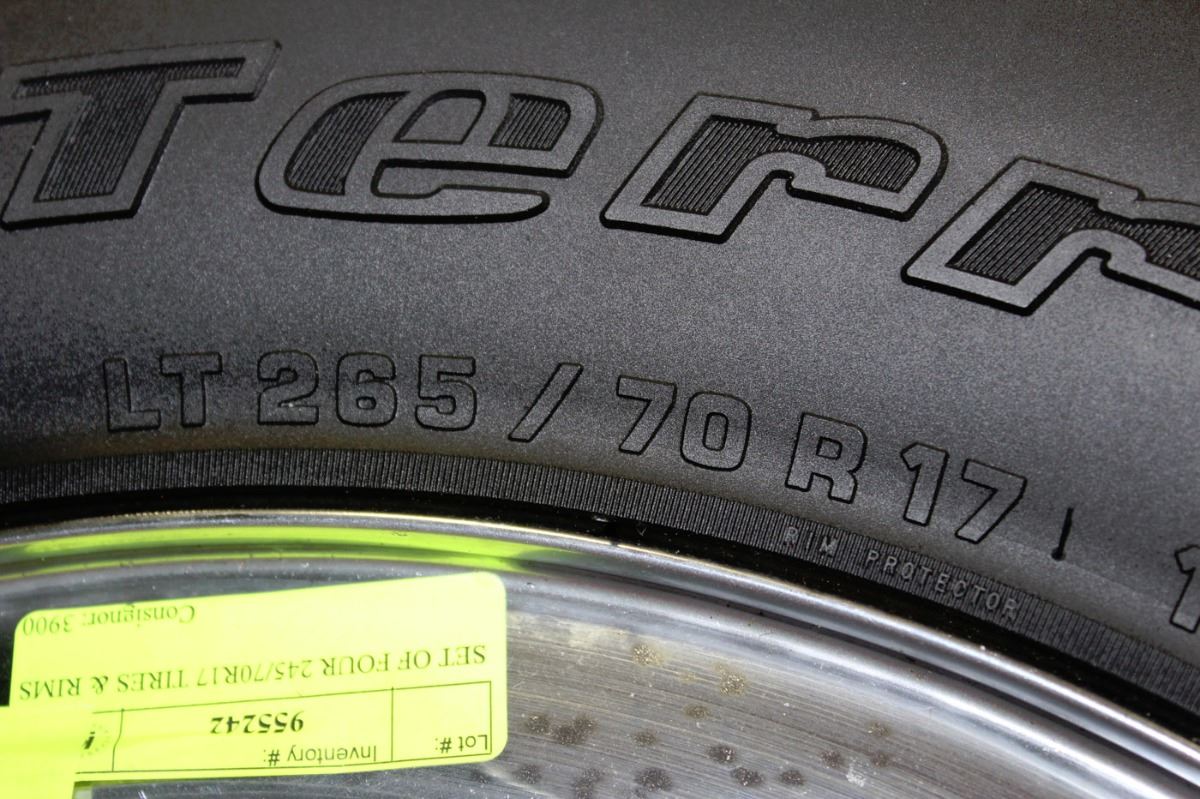 Terr
LT 265 / 70 R 17 1
RIM PROTECTOR
Lot #:
Inventory #:
955242
SET OF FOUR 245/70R17 TIRES & RIMS
Consignor: 3900